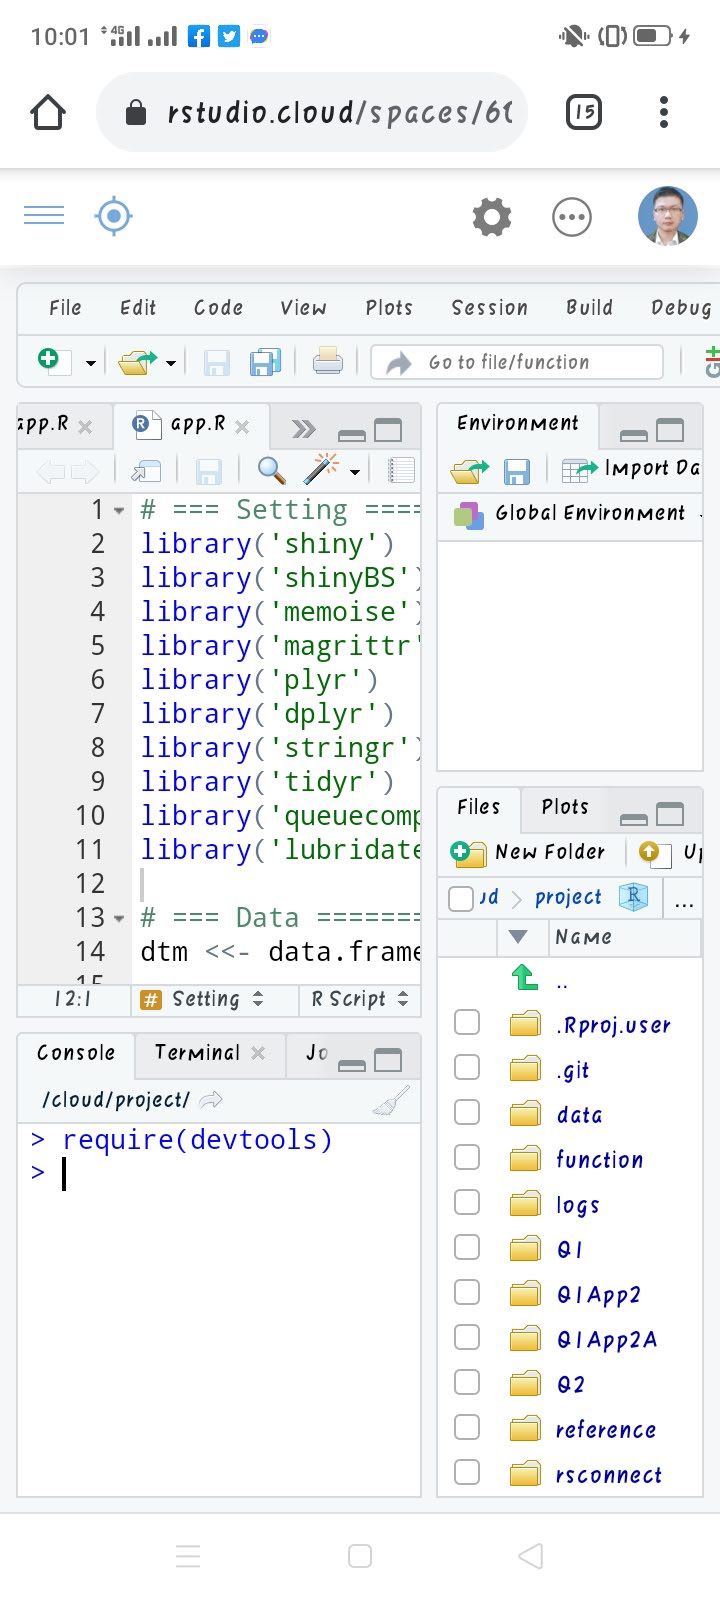 10:01 4G
rstudio.cloud/spaces/6
15
File Edit Code View Plots Session Build Debug
Go to file/function
Git
app.R app.R
1 # === Setting ====
2 library('shiny')
3 library('shinyBS')
4 library('memoise')
5 library('magrittr'
6 library('plyr')
7 library('dplyr')
8 library('stringr')
9 library('tidyr')
10 library('queuecomp
11 library('lubridate
12
13 # === Data =======
14 dtm <<- data.frame
15
12:1 # Setting R Script
Console Terminal Jo
/cloud/project/
> require(devtools)
>
Environment
Import Da
Global Environment
Files Plots
New Folder Up
ud > project R ...
Name
..
.Rproj.user
.git
data
function
logs
Q1
Q1App2
Q1App2A
Q2
reference
rsconnect